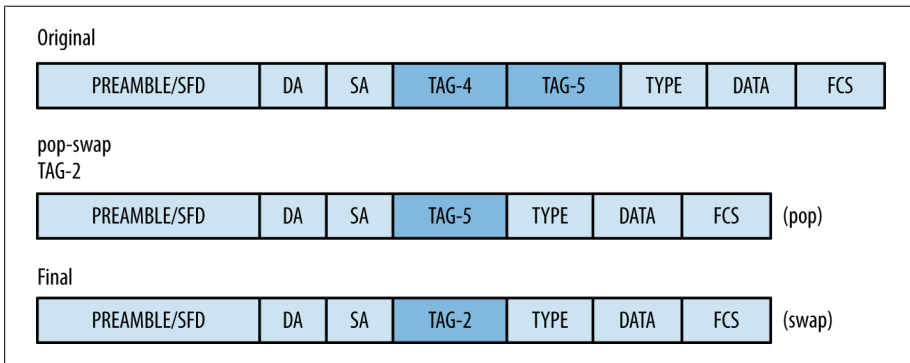 Original
PREAMBLE/SFD DA SA TAG-4 TAG-5 TYPE DATA FCS
pop-swap
TAG-2
PREAMBLE/SFD DA SA TAG-5 TYPE DATA FCS (pop)
Final
PREAMBLE/SFD DA SA TAG-2 TYPE DATA FCS (swap)